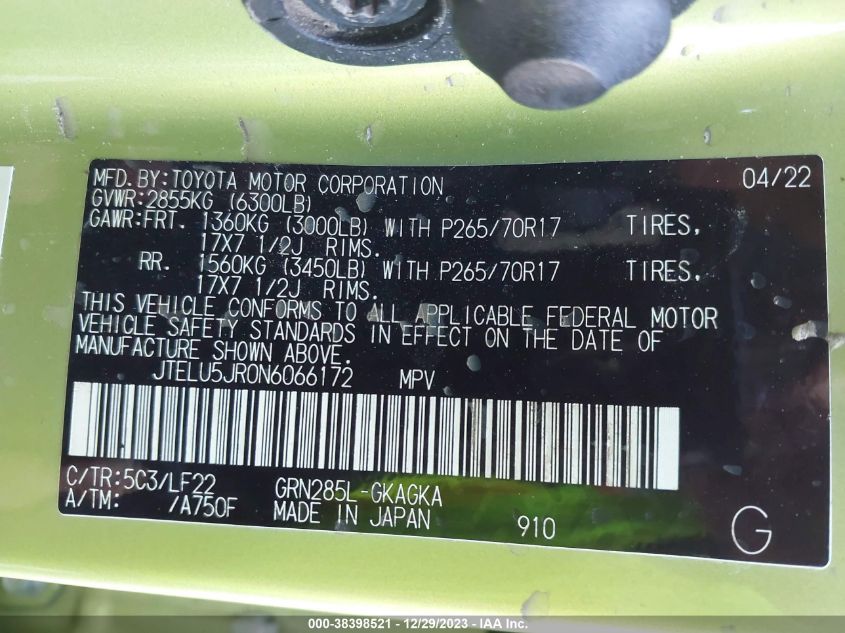 MFD. BY:TOYOTA MOTOR CORPORATION 04/22
GVWR:2855KG (6300LB)
GAWR:FRT. 1360KG (3000LB) WITH P265/70R17 TIRES,
17X7 1/2J RIMS.
RR. 1560KG (3450LB) WITH P265/70R17 TIRES,
17X7 1/2J RIMS.
THIS VEHICLE CONFORMS TO ALL APPLICABLE FEDERAL MOTOR
VEHICLE SAFETY STANDARDS IN EFFECT ON THE DATE OF
MANUFACTURE SHOWN ABOVE.
JTELU5JR0N6066172 MPV
C/TR:5C3/LF22 GRN285L-GKAGKA
A/TM: /A750F MADE IN JAPAN 910 G
000-38398521 - 12/29/2023 - IAA Inc.